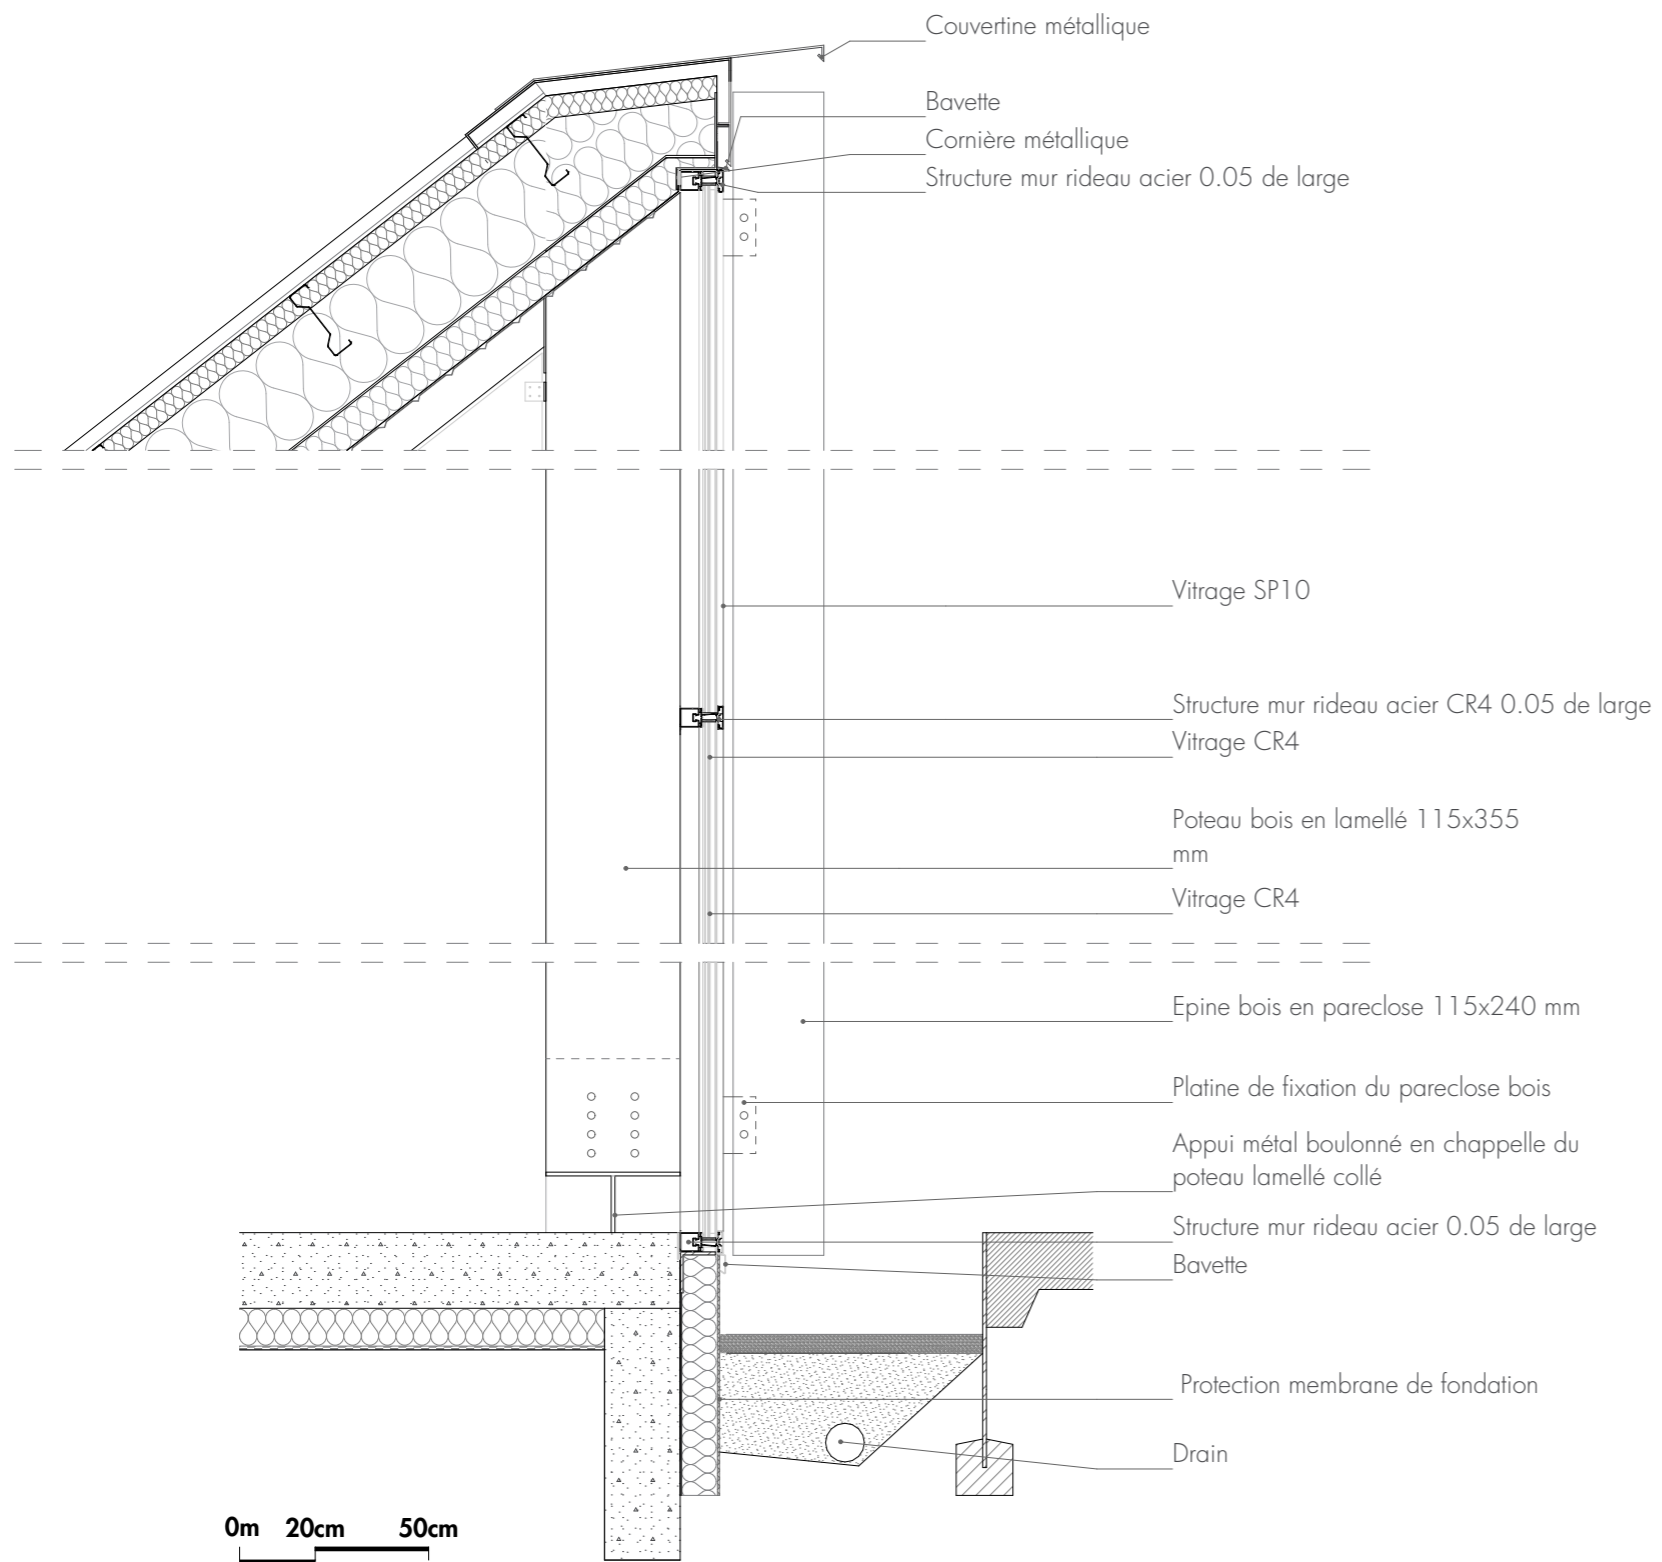 Couvertine métallique
Bavette
Cornière métallique
Structure mur rideau acier 0.05 de large
Vitrage SP10
Structure mur rideau acier CR4 0.05 de large
Vitrage CR4
Poteau bois en lamellé 115x355
mm
Vitrage CR4
Epine bois en pareclose 115x240 mm
Platine de fixation du pareclose bois
Appui métal boulonné en chappelle du
poteau lamellé collé
Structure mur rideau acier 0.05 de large
Bavette
Protection membrane de fondation
Drain
0m 20cm 50cm